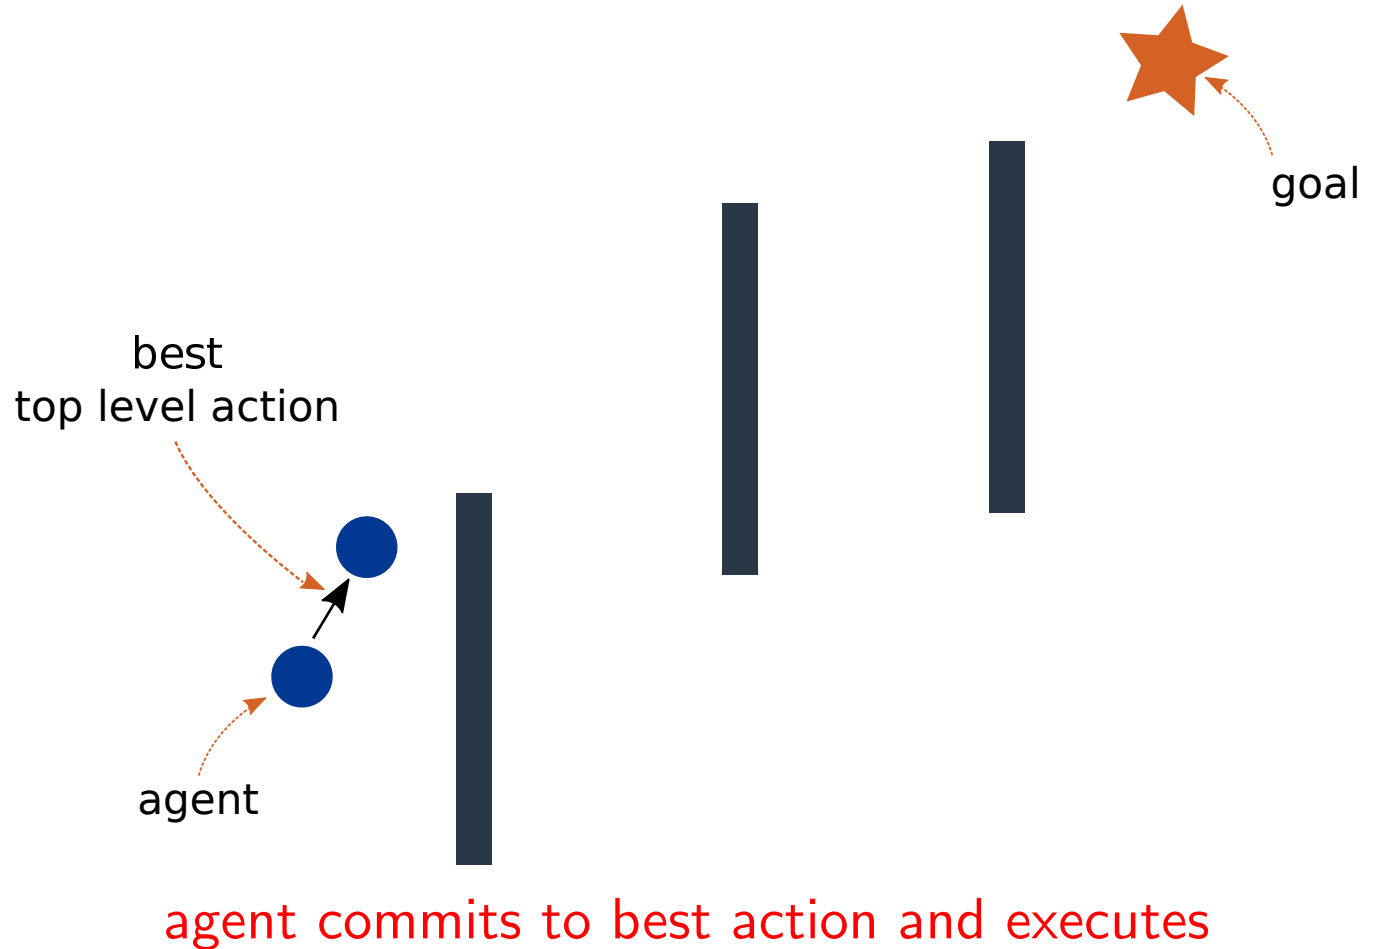 goal
best
top level action
agent
agent commits to best action and executes